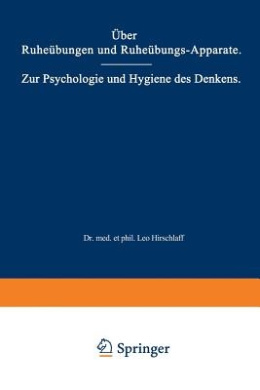 Über
Ruheübungen und Ruheübungs-Apparate.
Zur Psychologie und Hygiene des Denkens.
Dr. med. et phil. Leo Hirschlaff
Springer